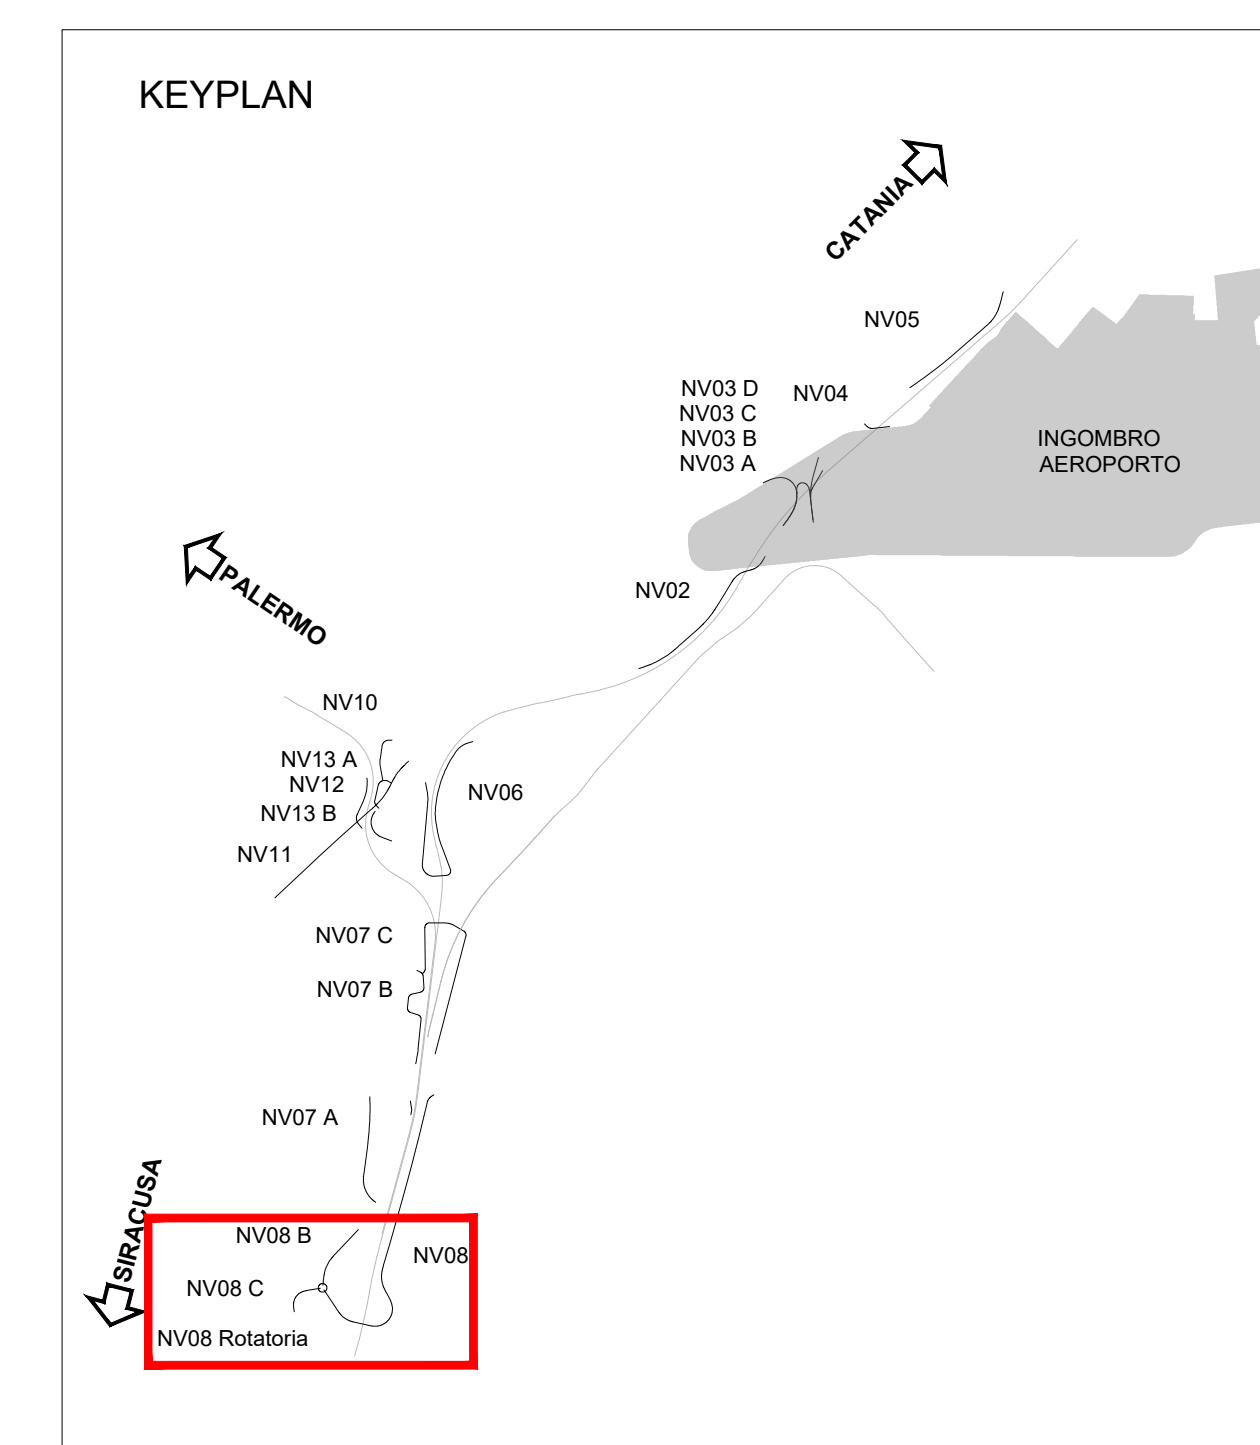 KEYPLAN
CATANIA
NV05
NV03 D
NV04
NV03 C
NV03 B
NV03 A
INGOMBRO
AEROPORTO
PALERMO
NV02
NV10
NV13 A
NV12
NV06
NV13 B
NV11
NV07 C
NV07 B
NV07 A
SIRACUSA
NV08 B
NV08
NV08 C
NV08 Rotatoria